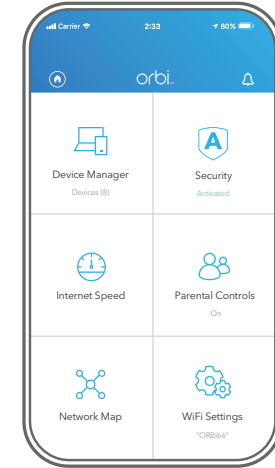 Carrier 2:33 80%
orbi
A
Device Manager Security
Devices (8) Activated
Internet Speed Parental Controls
On
Network Map WiFi Settings
"ORBI66"